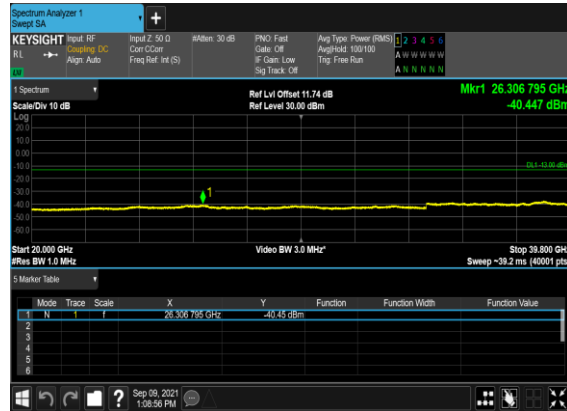 Spectrum Analyzer 1
Swept SA
+
KEYSIGHT Input: RF Input Z: 50 Ω #Atten: 30 dB PNO: Fast Avg Type: Power (RMS) 1 2 3 4 5 6
RL Coupling: DC Corr CCorr Gate: Off Avg|Hold: 100/100 A W W W W W
Align: Auto Freq Ref: Int (S) IF Gain: Low Trig: Free Run
Sig Track: Off A N N N N N
1 Spectrum Ref Lvl Offset 11.74 dB Mkr1 26.306 795 GHz
Scale/Div 10 dB Ref Level 30.00 dBm -40.447 dBm
Log
20.0
10.0
0.00
-10.0 DL1 -13.00 dBm
-20.0
-30.0 1
-40.0
-50.0
-60.0
Start 20.000 GHz Video BW 3.0 MHz* Stop 39.800 GHz
#Res BW 1.0 MHz Sweep ~39.2 ms (40001 pts)
5 Marker Table
Mode Trace Scale X Y Function Function Width Function Value
1 N 1 f 26.306 795 GHz -40.45 dBm
2
3
4
5
6
? Sep 09, 2021
1:08:56 PM